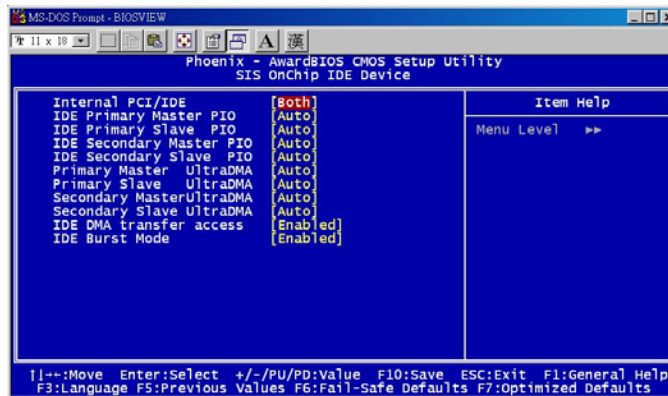 MS-DOS Prompt - BIOSVIEW
Tr 11 x 18 A 漢
Phoenix - AwardBIOS CMOS Setup Utility
SIS OnChip IDE Device
Internal PCI/IDE [Both]
IDE Primary Master PIO [Auto]
IDE Primary Slave PIO [Auto]
IDE Secondary Master PIO [Auto]
IDE Secondary Slave PIO [Auto]
Primary Master UltraDMA [Auto]
Primary Slave UltraDMA [Auto]
Secondary MasterUltraDMA [Auto]
Secondary Slave UltraDMA [Auto]
IDE DMA transfer access [Enabled]
IDE Burst Mode [Enabled]
Item Help
Menu Level ►►
↑↓→←:Move Enter:Select +/-/PU/PD:Value F10:Save ESC:Exit F1:General Help
F3:Language F5:Previous Values F6:Fail-Safe Defaults F7:Optimized Defaults